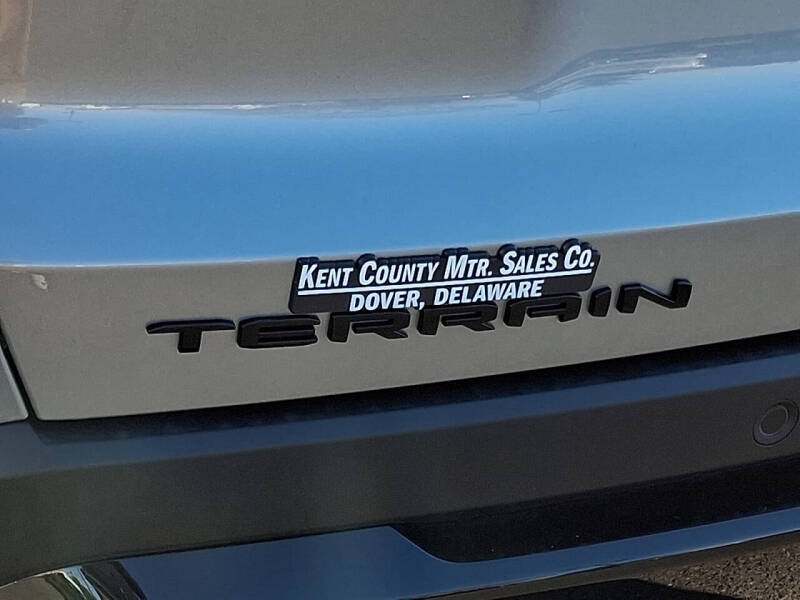 Kent County Mtr. Sales Co.
DOVER, DELAWARE
TERRAIN